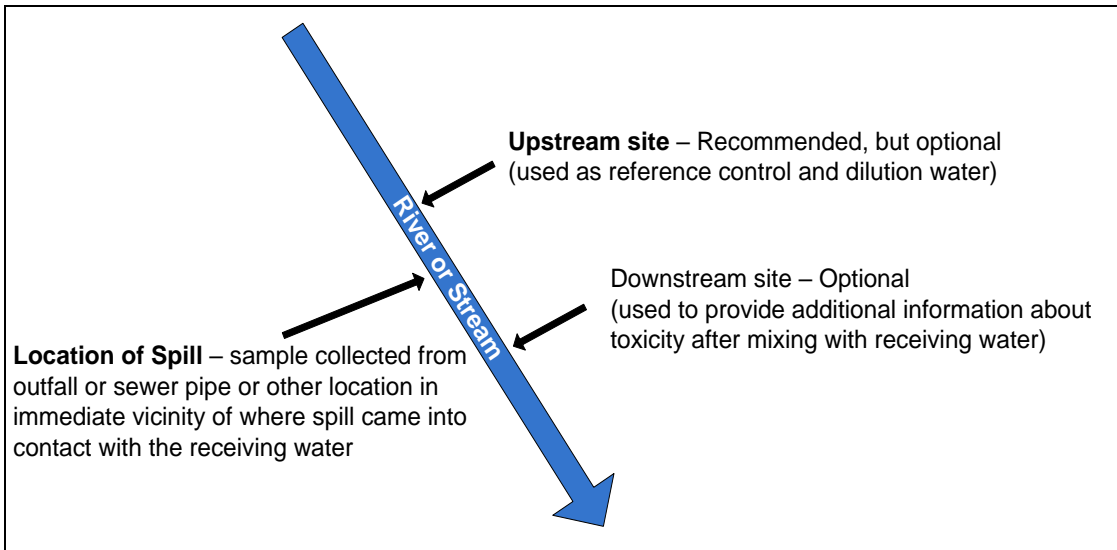 Upstream site – Recommended, but optional
(used as reference control and dilution water)
River or Stream
Downstream site – Optional
(used to provide additional information about
toxicity after mixing with receiving water)
Location of Spill – sample collected from
outfall or sewer pipe or other location in
immediate vicinity of where spill came into
contact with the receiving water